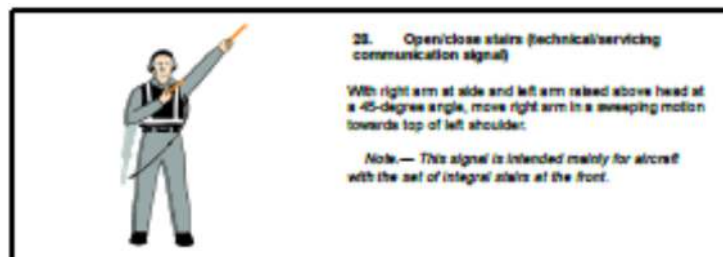 28. Open/close stairs (technical/servicing
communication signal)
With right arm at side and left arm raised above head at
a 45-degree angle, move right arm in a sweeping motion
towards top of left shoulder.
Note.— This signal is intended mainly for aircraft
with the set of integral stairs at the front.